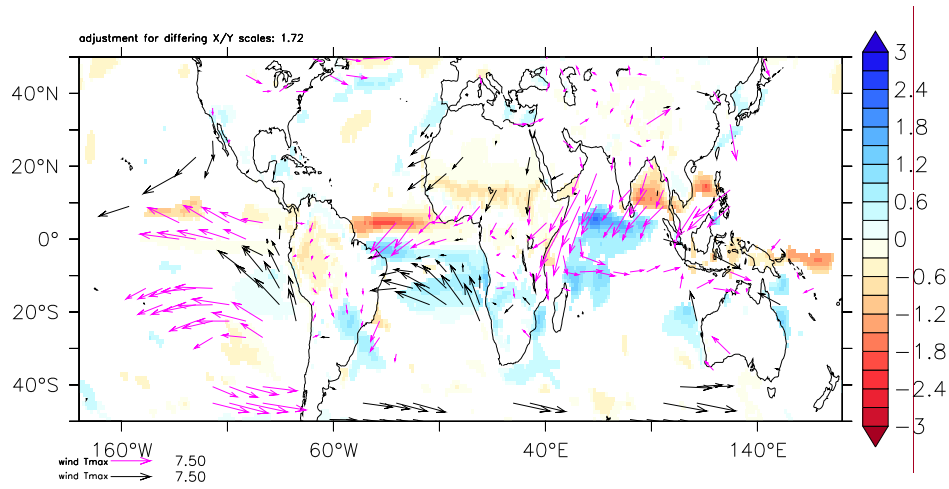 adjustment for differing X/Y scales: 1.72
3
2.4
1.8
1.2
0.6
0
−0.6
−1.2
−1.8
−2.4
−3
40°N
20°N
0°
20°S
40°S
160°W 60°W 40°E 140°E
wind Tmax 7.50
wind Tmax 7.50